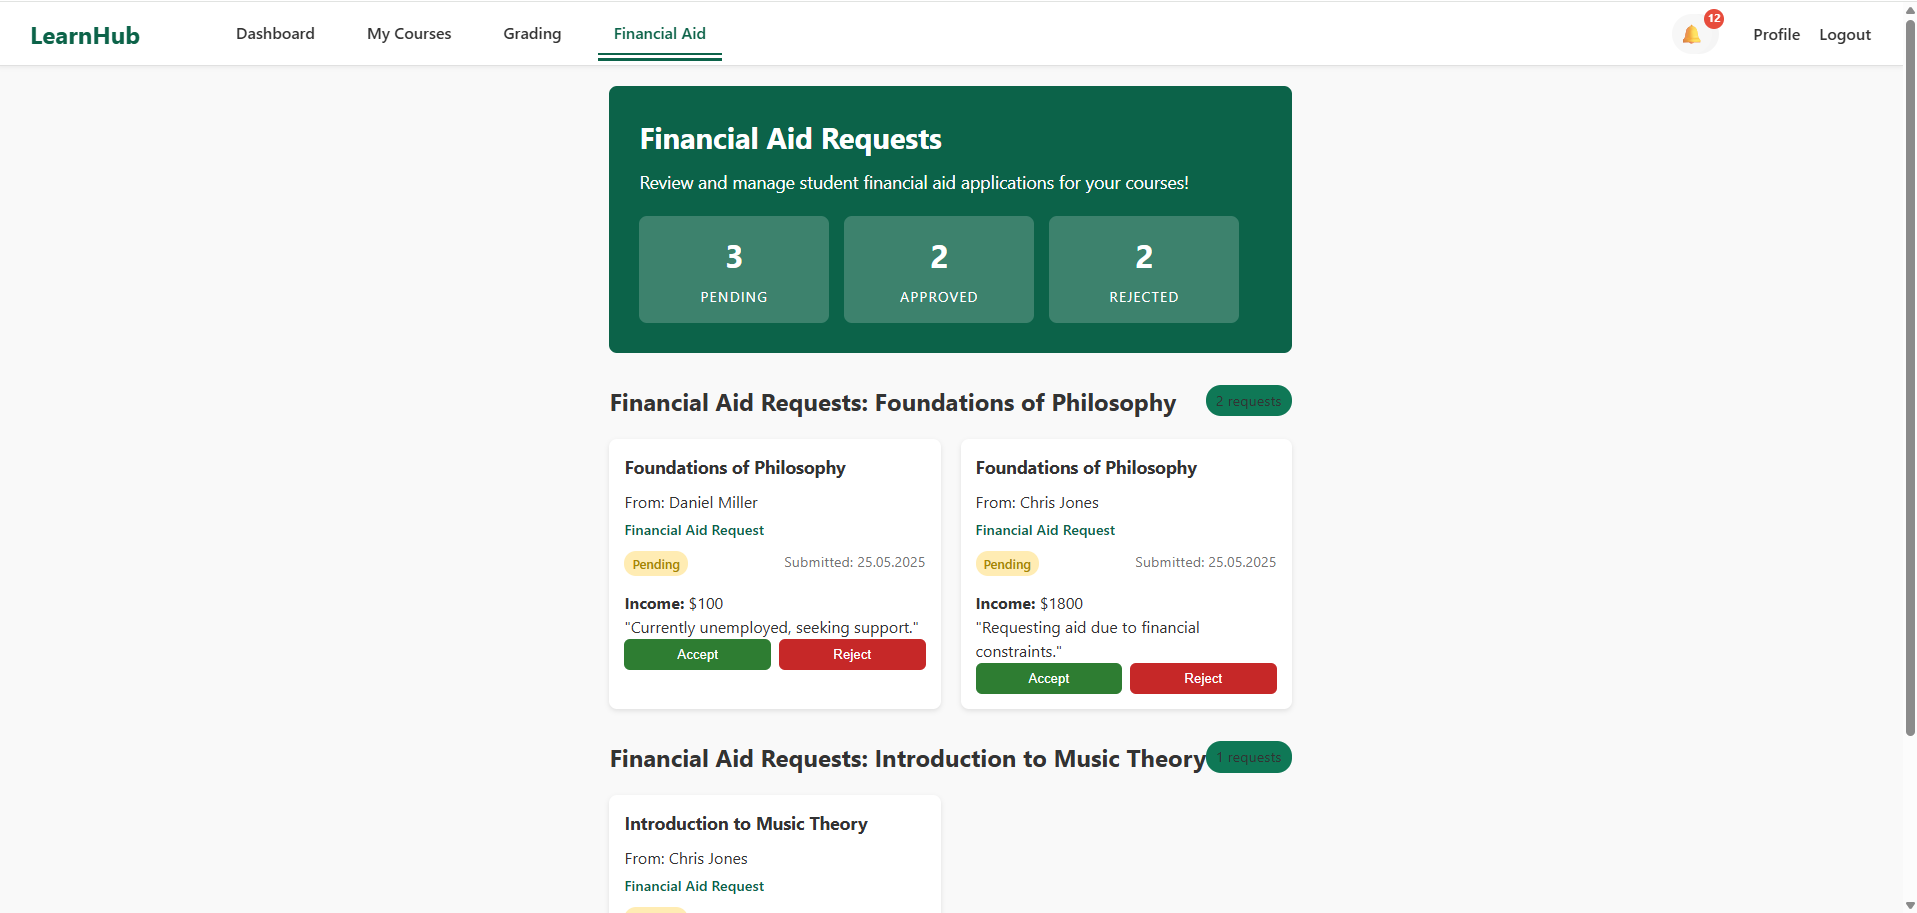 LearnHub
Dashboard
My Courses
Grading
Financial Aid
12
Profile
Logout
Financial Aid Requests
Review and manage student financial aid applications for your courses!
3
PENDING
2
APPROVED
2
REJECTED
Financial Aid Requests: Foundations of Philosophy
2 requests
Foundations of Philosophy
From: Daniel Miller
Financial Aid Request
Pending
Submitted: 25.05.2025
Income: $100
"Currently unemployed, seeking support."
Accept
Reject
Foundations of Philosophy
From: Chris Jones
Financial Aid Request
Pending
Submitted: 25.05.2025
Income: $1800
"Requesting aid due to financial
constraints."
Accept
Reject
Financial Aid Requests: Introduction to Music Theory
1 requests
Introduction to Music Theory
From: Chris Jones
Financial Aid Request